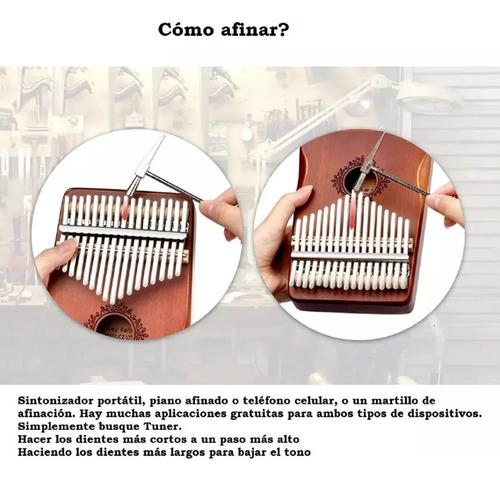 Cómo afinar?
Sintonizador portátil, piano afinado o teléfono celular, o un martillo de
afinación. Hay muchas aplicaciones gratuitas para ambos tipos de dispositivos.
Simplemente busque Tuner.
Hacer los dientes más cortos a un paso más alto
Haciendo los dientes más largos para bajar el tono